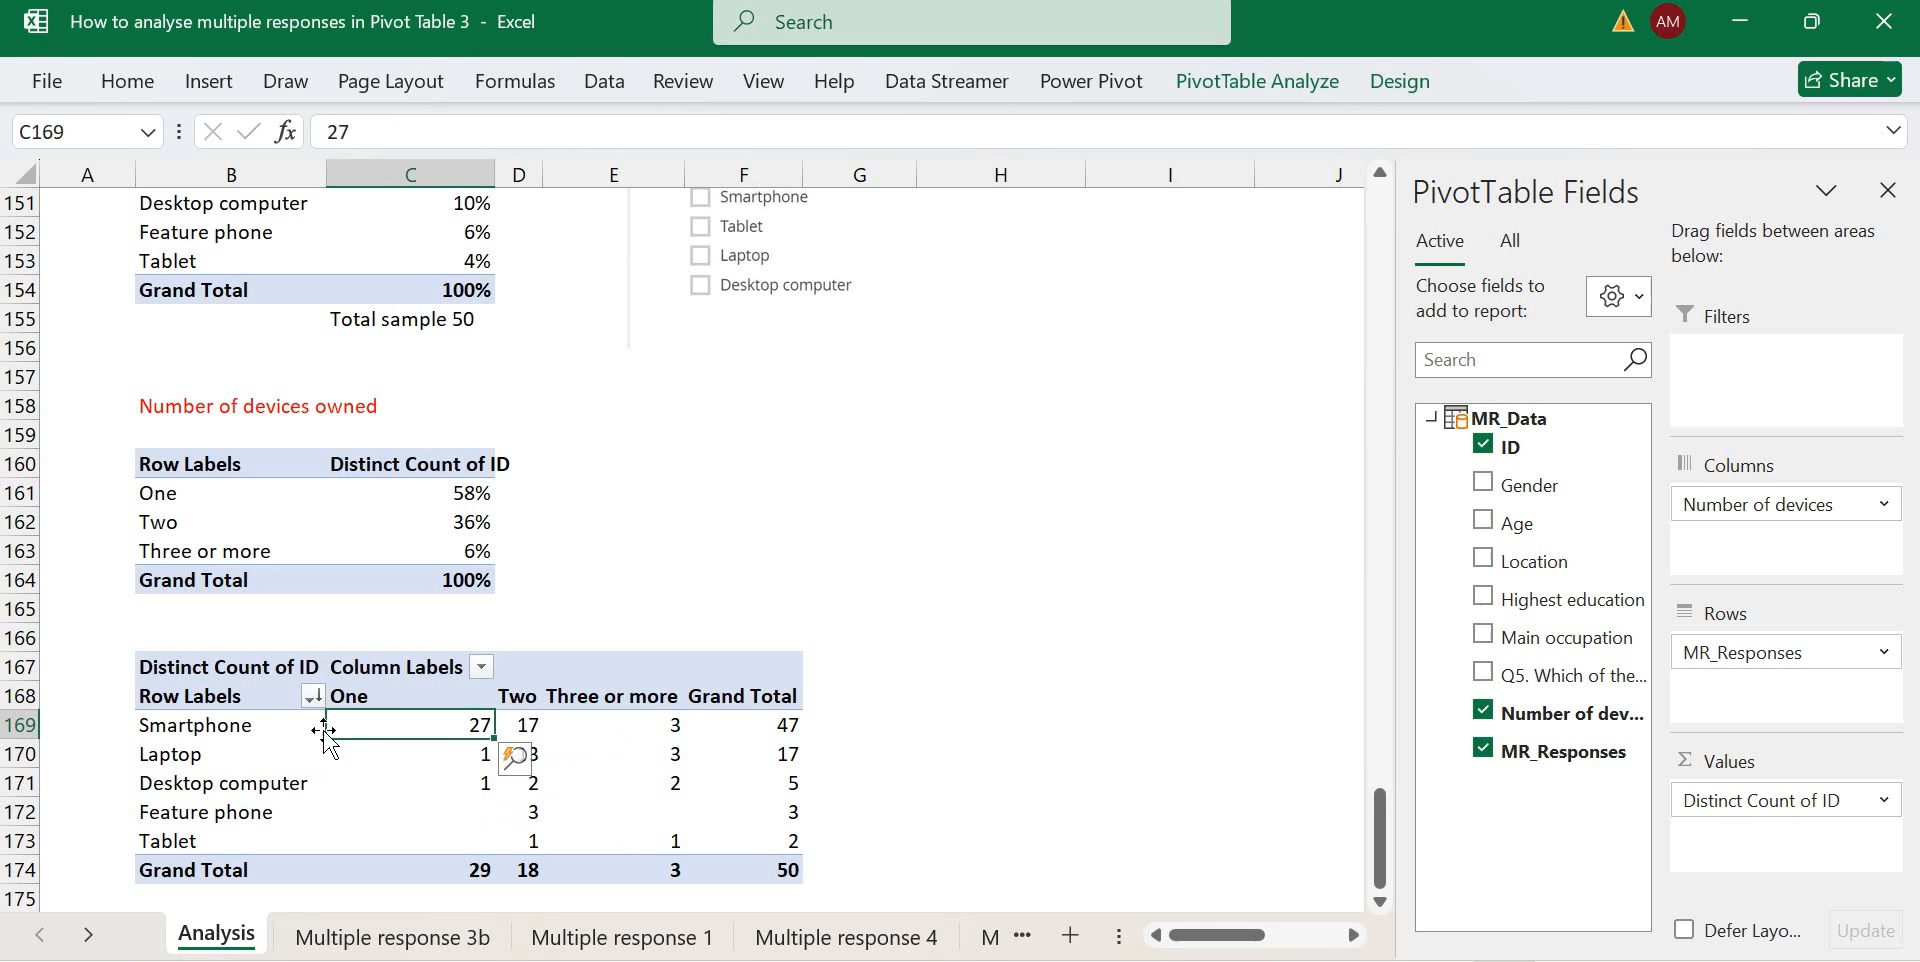 How to analyse multiple responses in Pivot Table 3 - Excel
Search
AM
File Home Insert Draw Page Layout Formulas Data Review View Help Data Streamer Power Pivot PivotTable Analyze Design Share
C169 fx 27
A B C D E F G H I J
151 Desktop computer 10% Smartphone
152 Feature phone 6% Tablet
153 Tablet 4% Laptop
154 Grand Total 100% Desktop computer
155 Total sample 50
156
157
158 Number of devices owned
159
160 Row Labels Distinct Count of ID
161 One 58%
162 Two 36%
163 Three or more 6%
164 Grand Total 100%
165
166
167 Distinct Count of ID Column Labels
168 Row Labels One Two Three or more Grand Total
169 Smartphone 27 17 3 47
170 Laptop 1 3 3 17
171 Desktop computer 1 2 2 5
172 Feature phone 3 3
173 Tablet 1 1 2
174 Grand Total 29 18 3 50
175
Analysis Multiple response 3b Multiple response 1 Multiple response 4 M ...
PivotTable Fields
Active All
Choose fields to
add to report:
Search
MR_Data
ID
Gender
Age
Location
Highest education
Main occupation
Q5. Which of the...
Number of dev...
MR_Responses
Drag fields between areas
below:
Filters
Columns
Number of devices
Rows
MR_Responses
Values
Distinct Count of ID
Defer Layo... Update